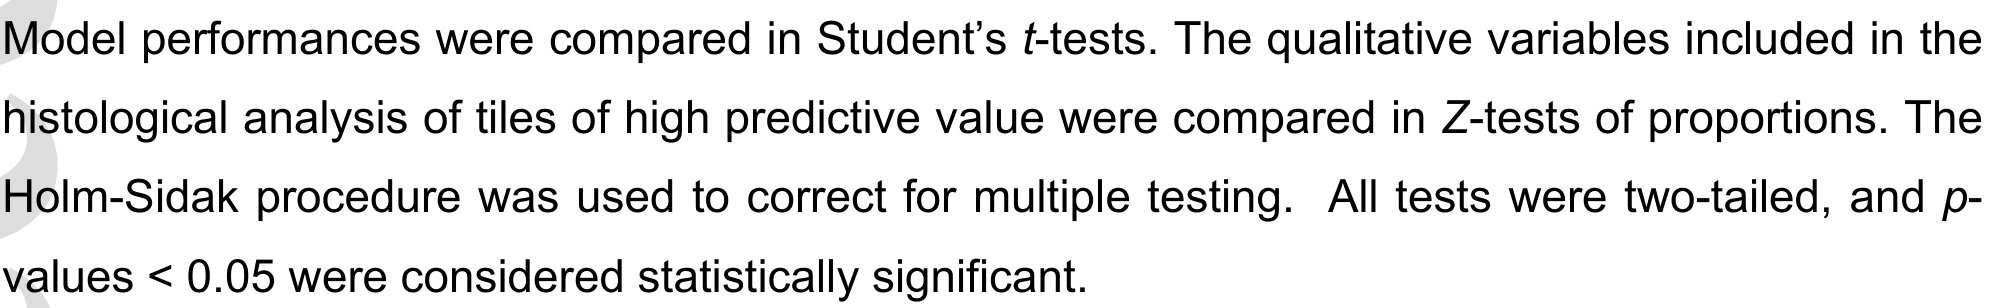 Model performances were compared in Student’s t-tests. The qualitative variables included in the
histological analysis of tiles of high predictive value were compared in Z-tests of proportions. The
Holm-Sidak procedure was used to correct for multiple testing.  All tests were two-tailed, and p-
values < 0.05 were considered statistically significant.